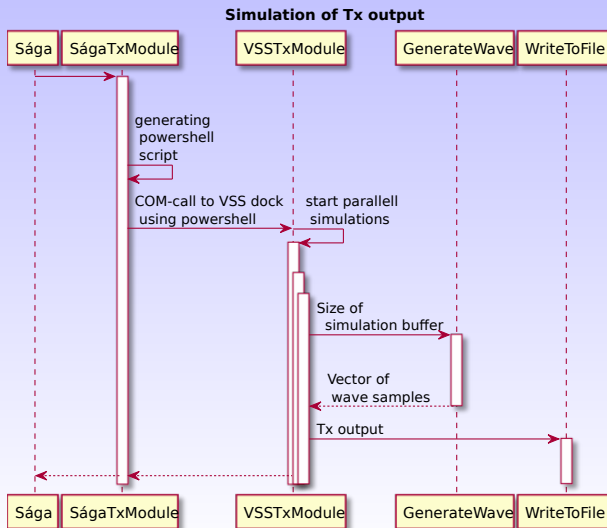 Simulation of Tx output
Sága SágaTxModule VSSTxModule GenerateWave WriteToFile
generating
powershell
script
COM-call to VSS dock
using powershell
start parallell
simulations
Size of
simulation buffer
Vector of
wave samples
Tx output
Sága SágaTxModule VSSTxModule GenerateWave WriteToFile